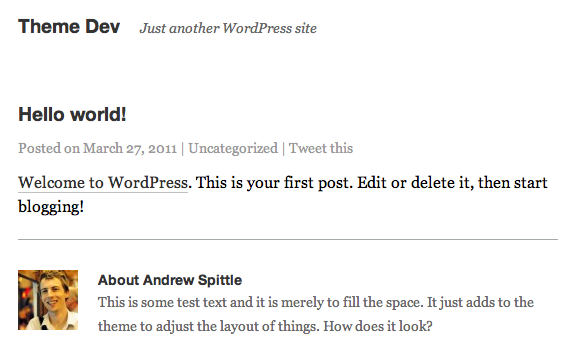 Theme Dev Just another WordPress site
Hello world!
Posted on March 27, 2011 | Uncategorized | Tweet this
Welcome to WordPress. This is your first post. Edit or delete it, then start
blogging!
About Andrew Spittle
This is some test text and it is merely to fill the space. It just adds to the
theme to adjust the layout of things. How does it look?